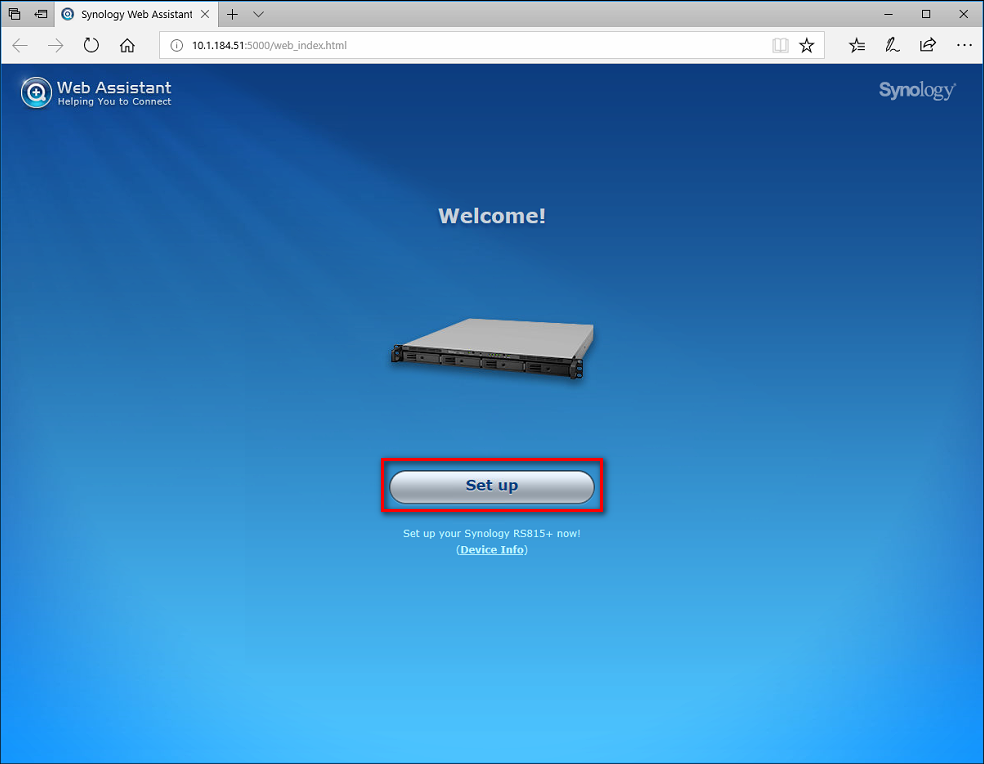 Synology Web Assistant
10.1.184.51:5000/web_index.html
Web Assistant
Helping You to Connect
Synology
Welcome!
Set up
Set up your Synology RS815+ now!
(Device Info)